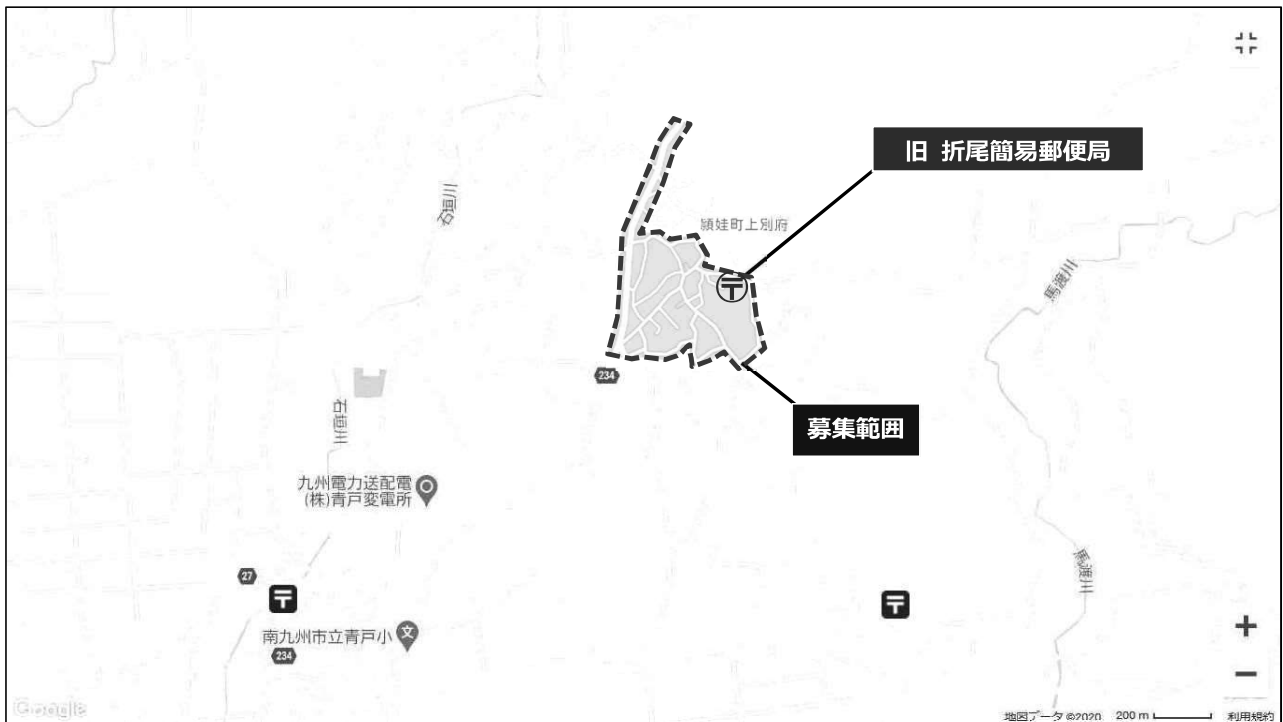 旧 折尾簡易郵便局
石垣川
頴娃町上別府
馬渡川
234
募集範囲
石垣川
九州電力送配電
(株)青戸変電所
27
馬渡川
南九州市立青戸小
文
234
Google
地図データ ©2020 200 m 利用規約